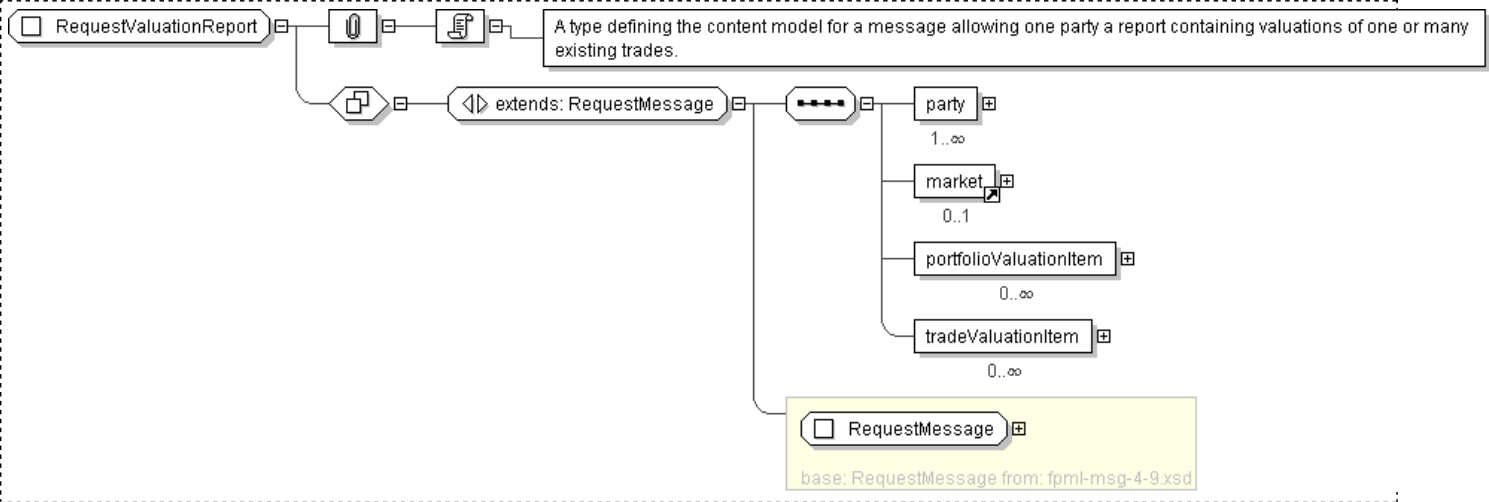 RequestValuationReport
A type defining the content model for a message allowing one party a report containing valuations of one or many
existing trades.
extends: RequestMessage
party
1..∞
market
0..1
portfolioValuationItem
0..∞
tradeValuationItem
0..∞
RequestMessage
base: RequestMessage from: fpml-msg-4-9.xsd